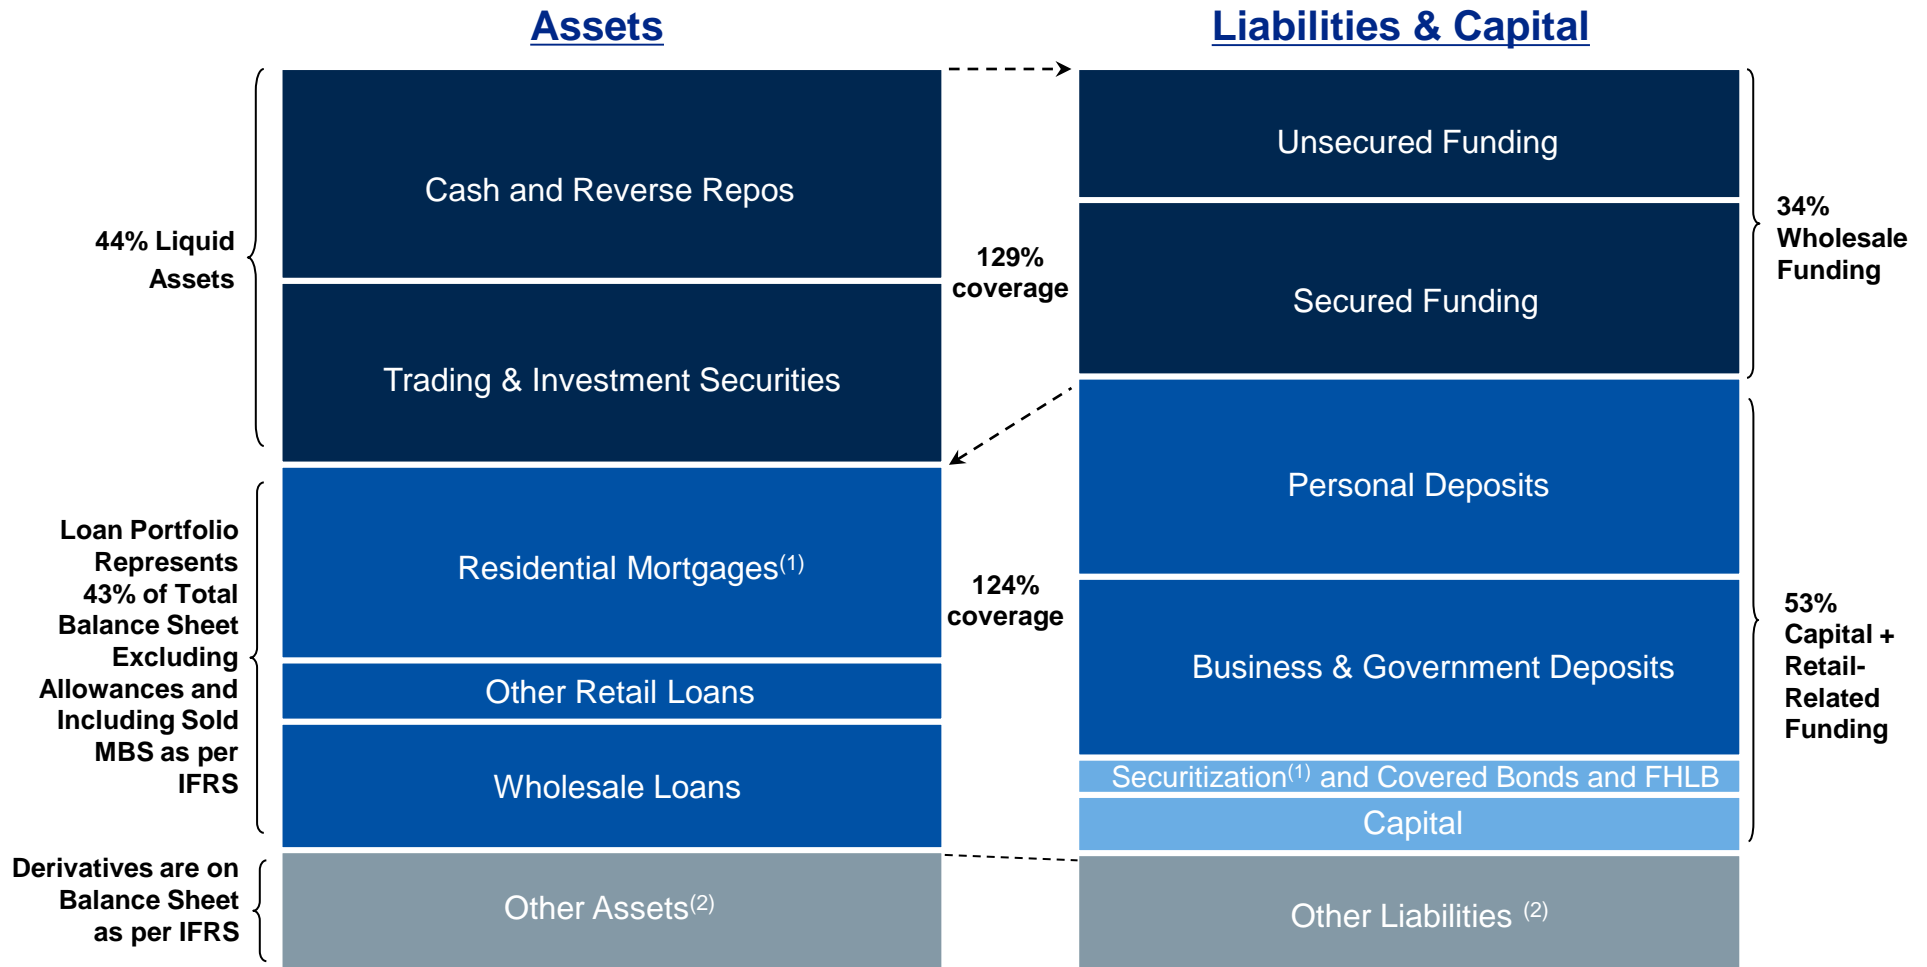 Assets
Liabilities & Capital
44% Liquid
Assets
Cash and Reverse Repos
Trading & Investment Securities
129%
coverage
Unsecured Funding
Secured Funding
34%
Wholesale
Funding
Loan Portfolio
Represents
43% of Total
Balance Sheet
Excluding
Allowances and
Including Sold
MBS as per
IFRS
Residential Mortgages(1)
Other Retail Loans
Wholesale Loans
124%
coverage
Personal Deposits
Business & Government Deposits
Securitization(1) and Covered Bonds and FHLB
Capital
53%
Capital +
Retail-
Related
Funding
Derivatives are on
Balance Sheet
as per IFRS
Other Assets(2)
Other Liabilities (2)